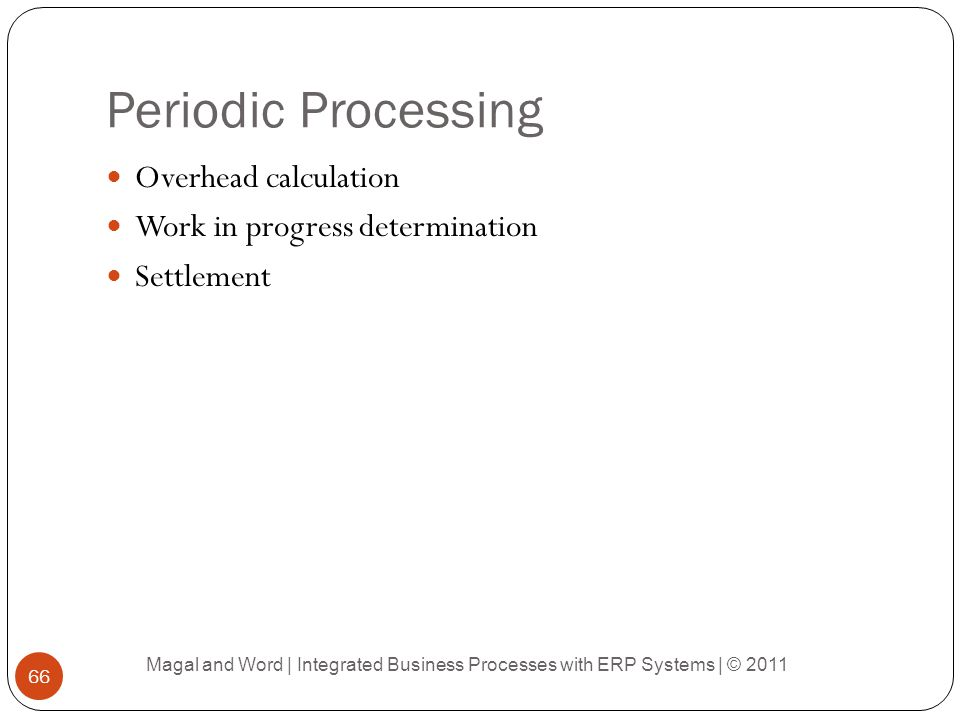 Periodic Processing
Overhead calculation
Work in progress determination
Settlement
Magal and Word | Integrated Business Processes with ERP Systems | © 2011
66